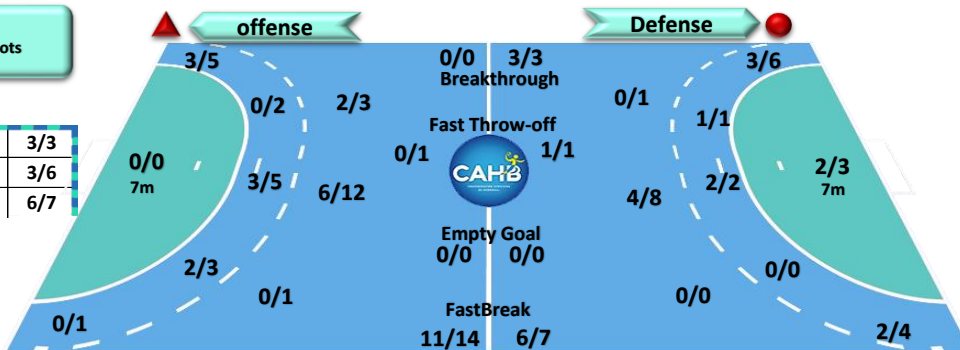 ots
3/3
3/6
6/7
offense
Defense
3/5
0/0 3/3
3/6
Breakthrough
0/2
2/3
0/1
1/1
Fast Throw-off
0/1
1/1
CAHB
0/0
7m
3/5
6/12
4/8
2/2
2/3
7m
Empty Goal
0/0 0/0
2/3
0/0
0/1
0/0
FastBreak
0/1
11/14 6/7
2/4